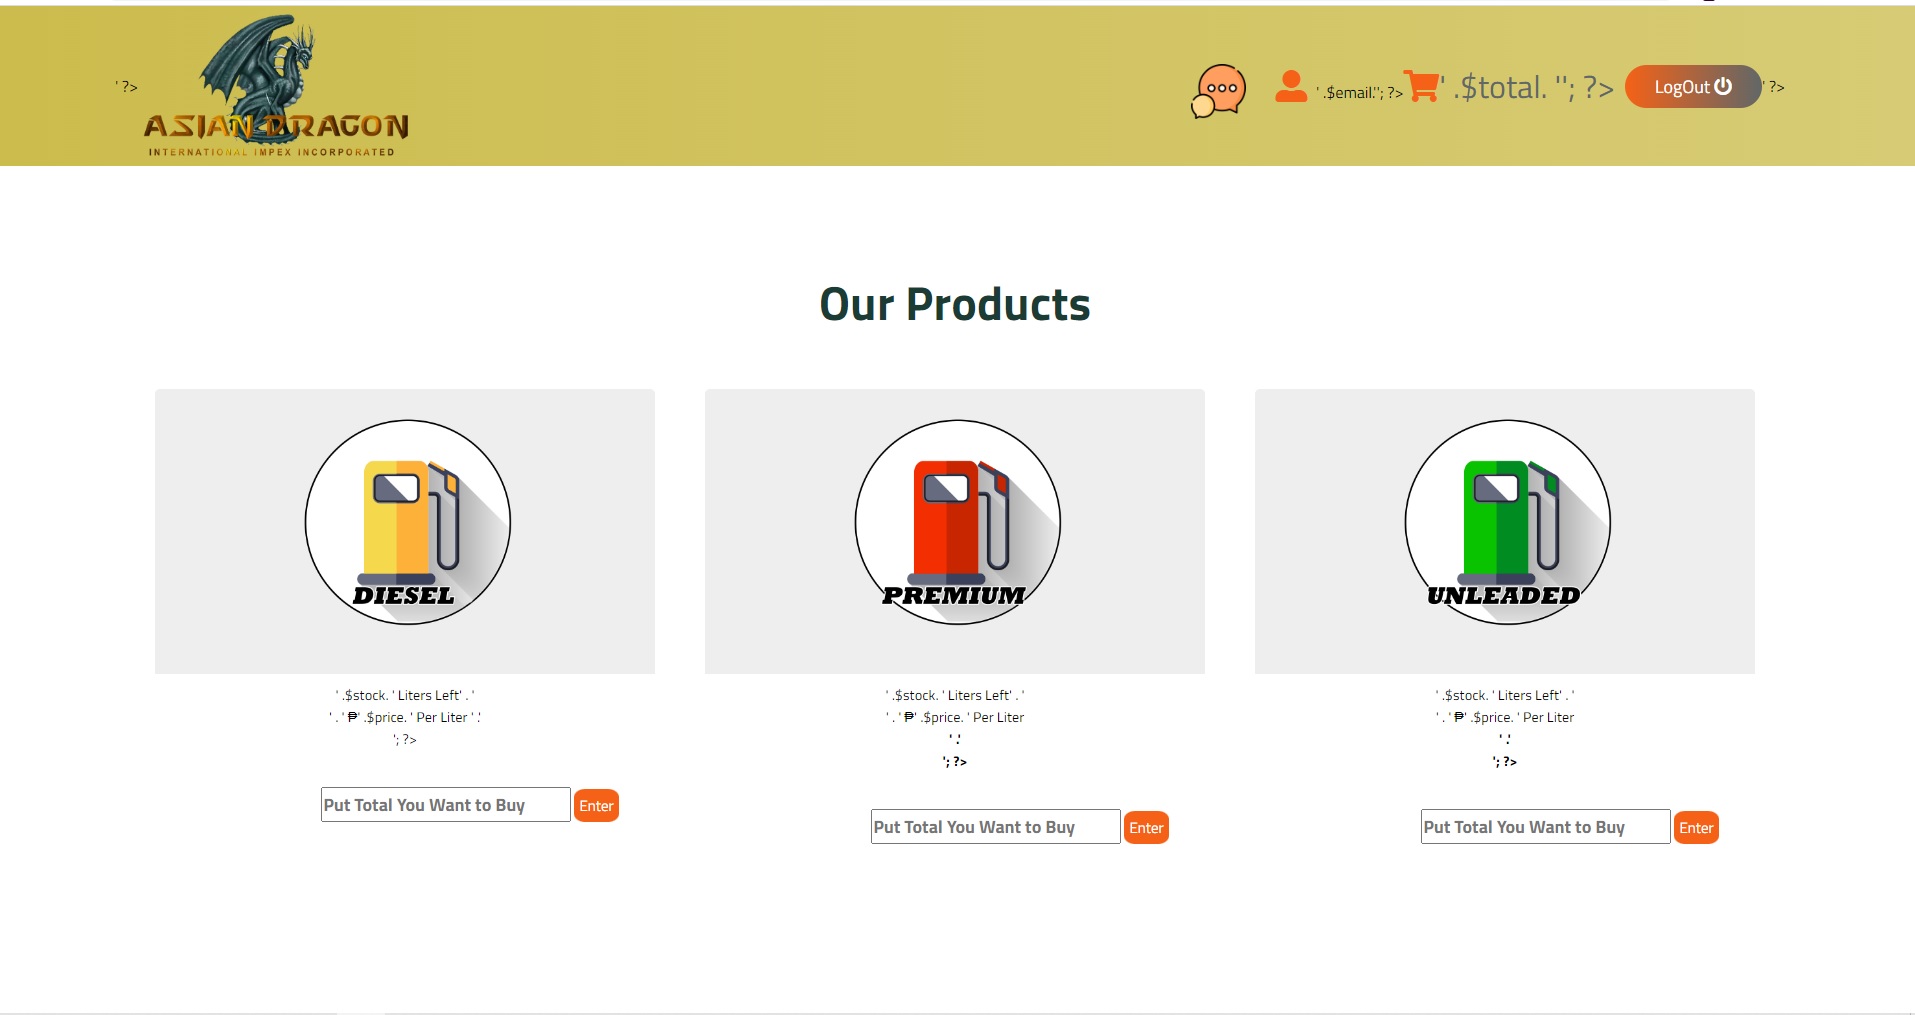 ' ?>
ASIAN DRAGON
INTERNATIONAL IMPEX INCORPORATED
' .$email.''; ?>
' .$total. ''; ?>
LogOut
' ?>
Our Products
DIESEL
PREMIUM
UNLEADED
' .$stock. ' Liters Left' . '
' . ' ₱' .$price. ' Per Liter ' .'
'; ?>
Put Total You Want to Buy
Enter
' .$stock. ' Liters Left' . '
' . ' ₱' .$price. ' Per Liter
' .'
'; ?>
Put Total You Want to Buy
Enter
' .$stock. ' Liters Left' . '
' . ' ₱' .$price. ' Per Liter
' .'
'; ?>
Put Total You Want to Buy
Enter